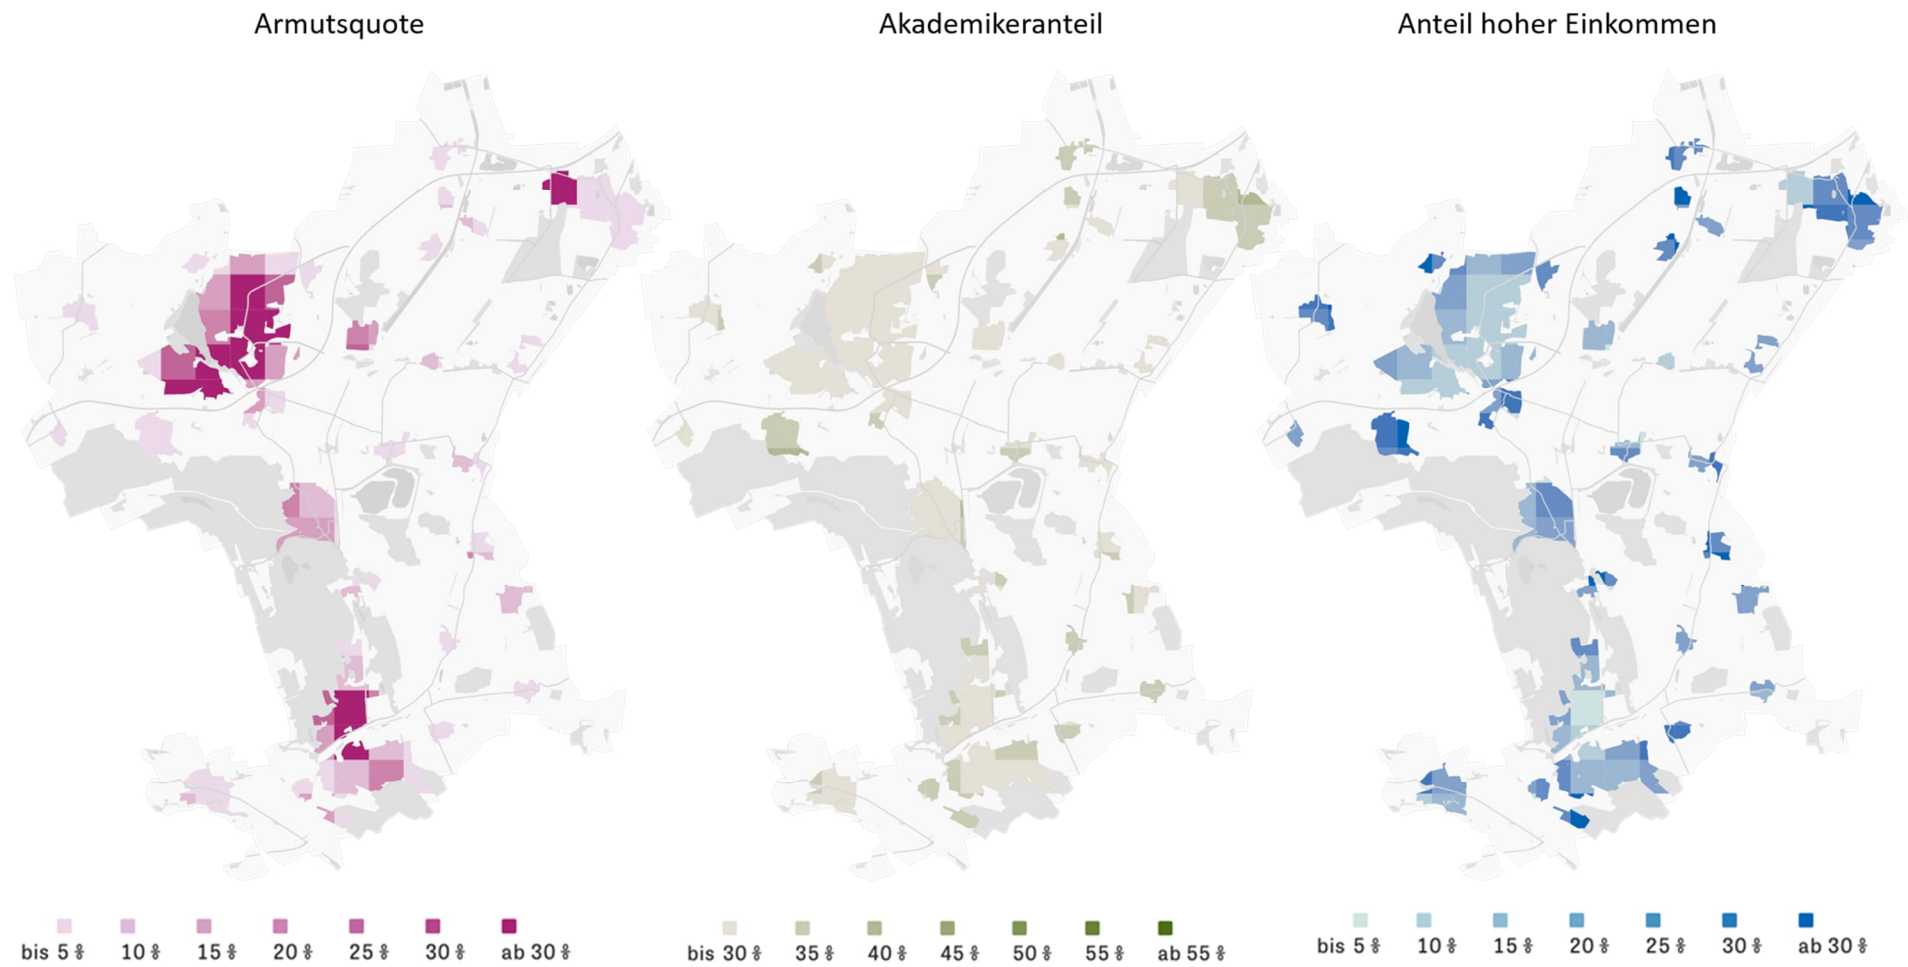 Armutsquote Akademikeranteil Anteil hoher Einkommen
bis 5 % 10 % 15 % 20 % 25 % 30 % ab 30 %
bis 30 % 35 % 40 % 45 % 50 % 55 % ab 55 %
bis 5 % 10 % 15 % 20 % 25 % 30 % ab 30 %